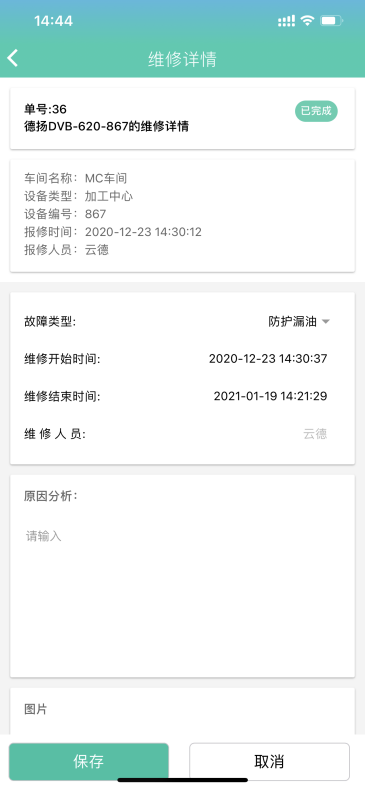 14:44
维修详情
单号:36
已完成
德扬DVB-620-867的维修详情
车间名称：MC车间
设备类型：加工中心
设备编号：867
报修时间：2020-12-23 14:30:12
报修人员：云德
故障类型: 防护漏油
维修开始时间: 2020-12-23 14:30:37
维修结束时间: 2021-01-19 14:21:29
维 修 人 员: 云德
原因分析：
请输入
图片
保存 取消